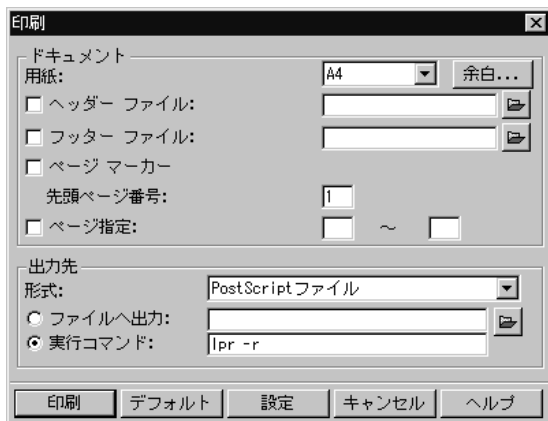 印刷
ドキュメント
用紙: A4 余白...
ヘッダー ファイル:
フッター ファイル:
ページ マーカー
先頭ページ番号: 1
ページ指定: ～
出力先
形式: PostScriptファイル
ファイルへ出力:
実行コマンド: lpr -r
印刷 デフォルト 設定 キャンセル ヘルプ